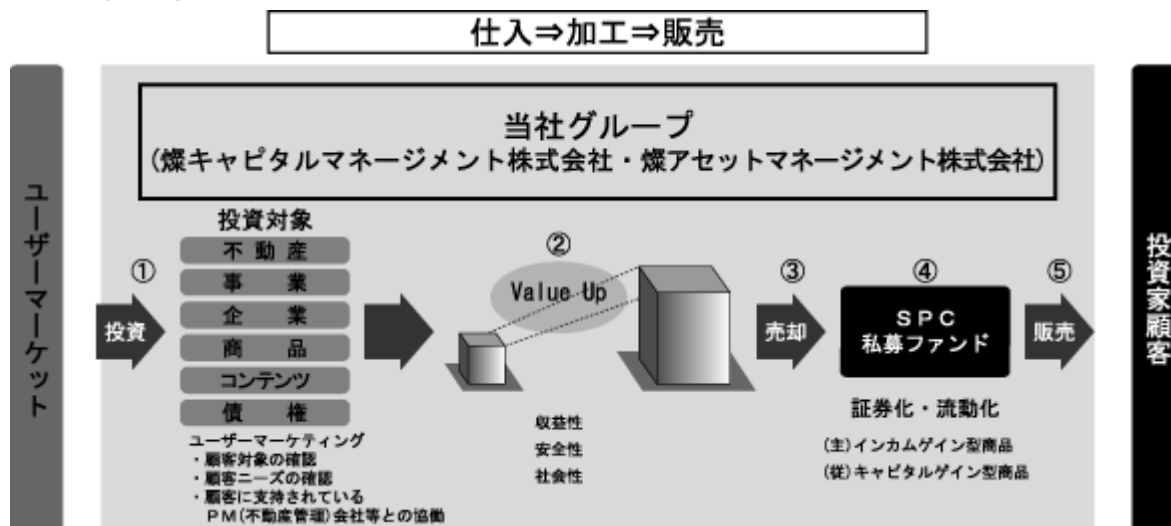 仕入⇒加工⇒販売
ユーザーマーケット
当社グループ
(燦キャピタルマネージメント株式会社・燦アセットマネージメント株式会社)
①
投資
投資対象
不動産
事業
企業
商品
コンテンツ
債権
ユーザーマーケティング
・顧客対象の確認
・顧客ニーズの確認
・顧客に支持されている
PM(不動産管理)会社等との協働
②
Value Up
収益性
安全性
社会性
③
売却
④
SPC
私募ファンド
証券化・流動化
(主)インカムゲイン型商品
(従)キャピタルゲイン型商品
⑤
販売
投資家顧客